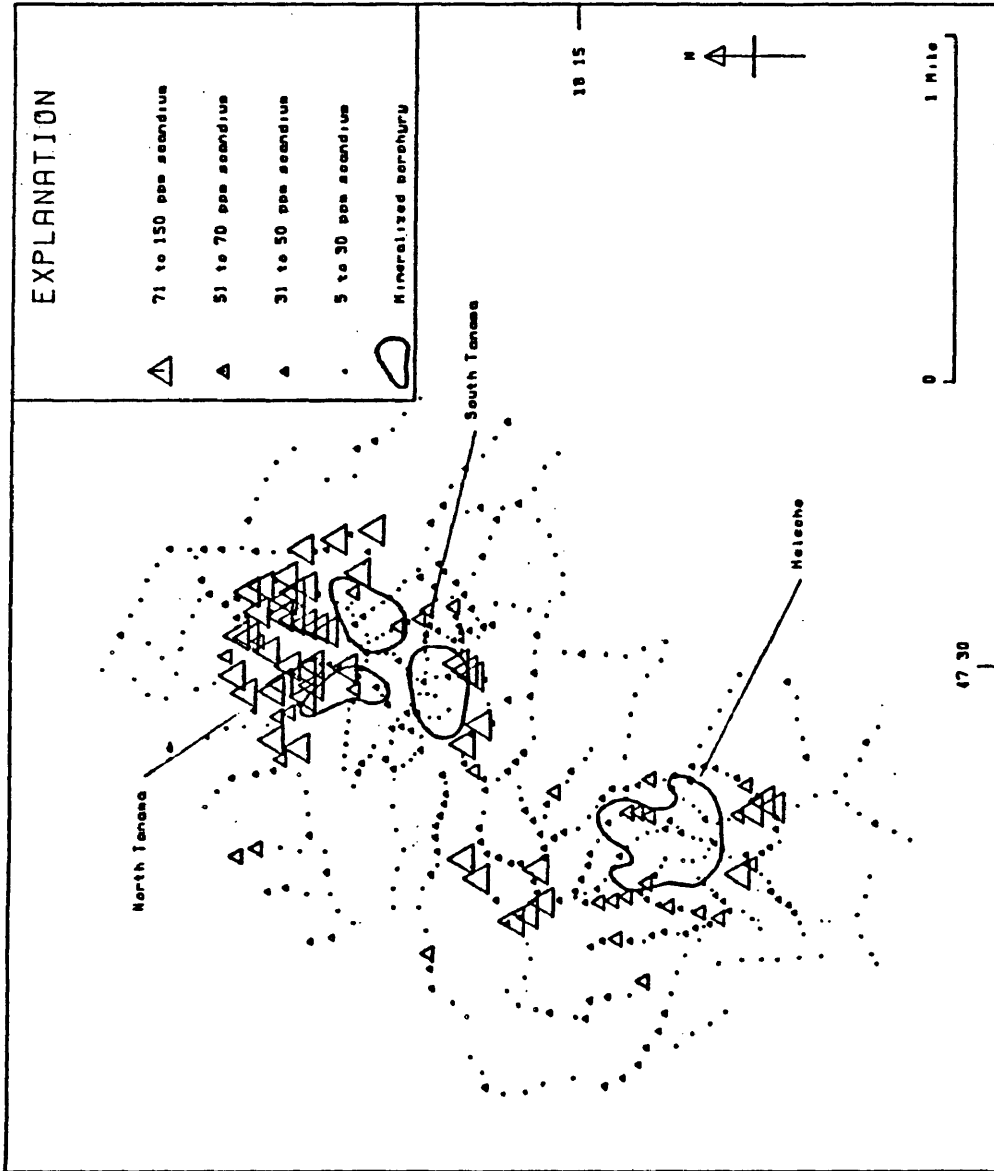 EXPLANATION
71 to 150 ppm scandium
51 to 70 ppm scandium
31 to 50 ppm scandium
5 to 30 ppm scandium
Mineralized porphyry
North Tanama
South Tanama
Helecho
18 15
N
0
1 Mile
47 30